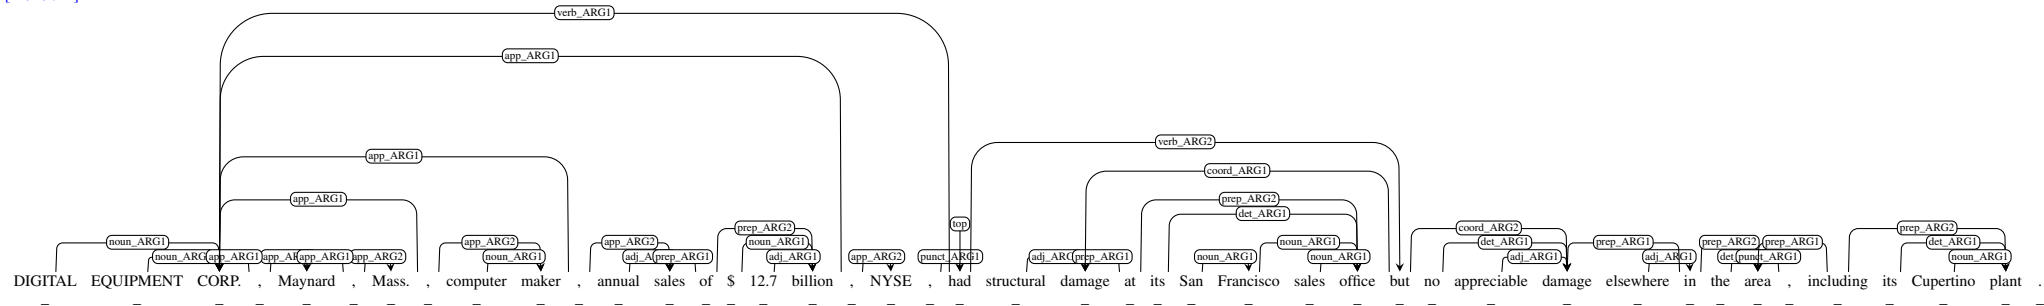 verb_ARG1
app_ARG1
verb_ARG2
app_ARG1
coord_ARG1
app_ARG1 prep_ARG2
det_ARG1
top
prep_ARG2 coord_ARG2 prep_ARG2
noun_ARG1 app_ARG2 app_ARG2 noun_ARG1 noun_ARG1 det_ARG1 prep_ARG1 prep_ARG2 prep_ARG1 det_ARG1
app_ARG1 app_ARG1 app_ARG2 noun_ARG1 prep_ARG1 adj_ARG1 app_ARG2 punct_ARG1 prep_ARG1 noun_ARG1 noun_ARG1 adj_ARG1 adj_ARG1 punct_ARG1 noun_ARG1
DIGITAL EQUIPMENT CORP. , Maynard , Mass. , computer maker , annual sales of $ 12.7 billion , NYSE , had structural damage at its San Francisco sales office but no appreciable damage elsewhere in the area , including its Cupertino plant